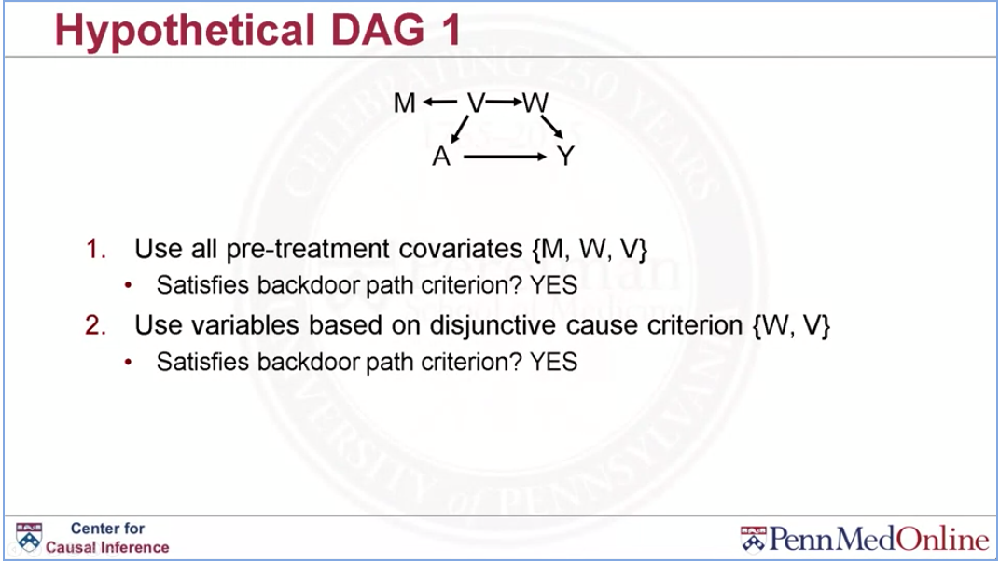 Hypothetical DAG 1
M V W
A Y
1. Use all pre-treatment covariates {M, W, V}
• Satisfies backdoor path criterion? YES
2. Use variables based on disjunctive cause criterion {W, V}
• Satisfies backdoor path criterion? YES
Center for
Causal Inference
PennMedOnline